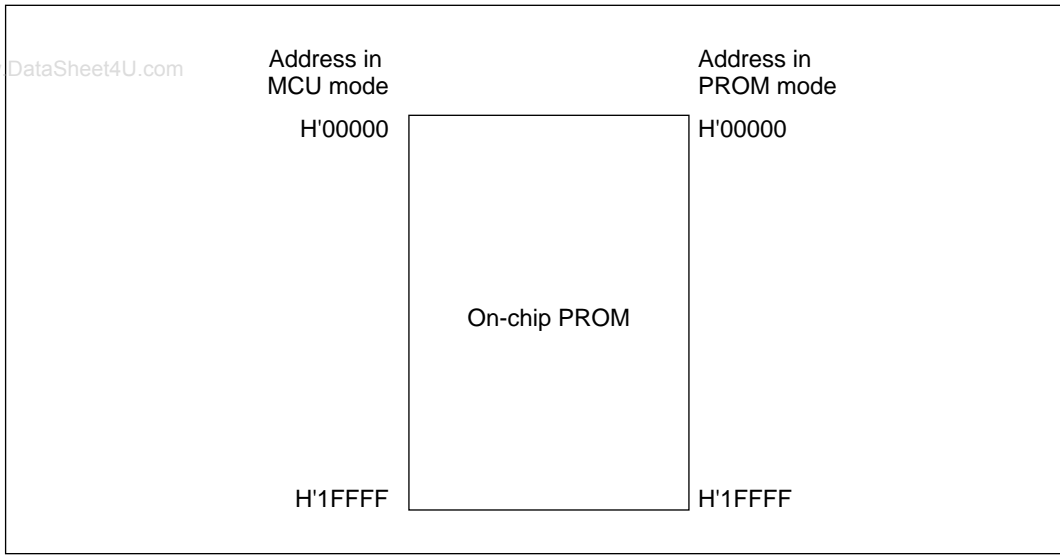 .DataSheet4U.com
Address in
MCU mode
Address in
PROM mode
H'00000
H'00000
On-chip PROM
H'1FFFF
H'1FFFF